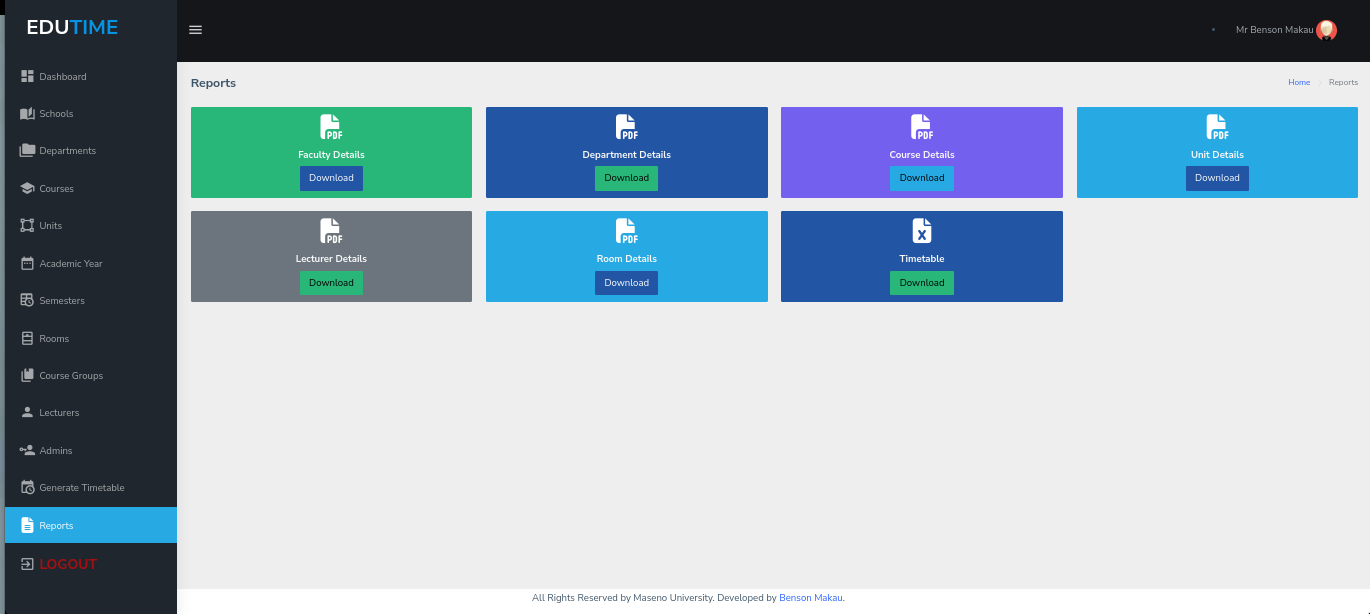 EDUTIME
Mr Benson Makau
Dashboard
Schools
Departments
Courses
Units
Academic Year
Semesters
Rooms
Course Groups
Lecturers
Admins
Generate Timetable
Reports
LOGOUT
Reports
Home > Reports
PDF
Faculty Details
Download
PDF
Department Details
Download
PDF
Course Details
Download
PDF
Unit Details
Download
PDF
Lecturer Details
Download
PDF
Room Details
Download
X
Timetable
Download
All Rights Reserved by Maseno University. Developed by Benson Makau.